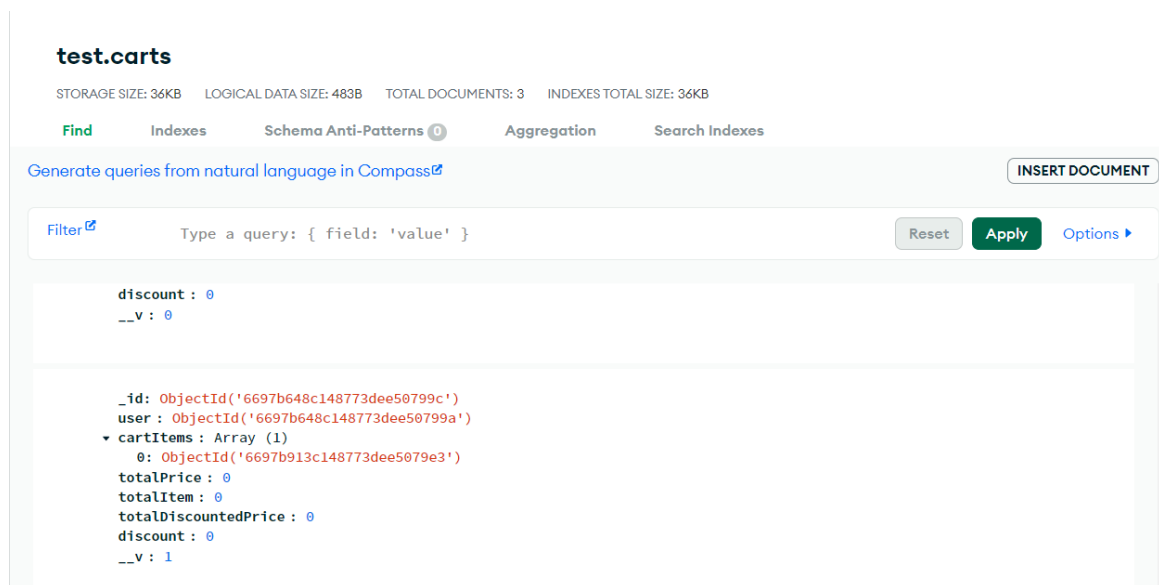 test.carts
STORAGE SIZE: 36KB LOGICAL DATA SIZE: 483B TOTAL DOCUMENTS: 3 INDEXES TOTAL SIZE: 36KB
Find Indexes Schema Anti-Patterns 0 Aggregation Search Indexes
Generate queries from natural language in Compass
INSERT DOCUMENT
Filter Type a query: { field: 'value' } Reset Apply Options
discount : 0
__v : 0
_id: ObjectId('6697b648c148773dee50799c')
user : ObjectId('6697b648c148773dee50799a')
cartItems : Array (1)
0: ObjectId('6697b913c148773dee5079e3')
totalPrice : 0
totalItem : 0
totalDiscountedPrice : 0
discount : 0
__v : 1